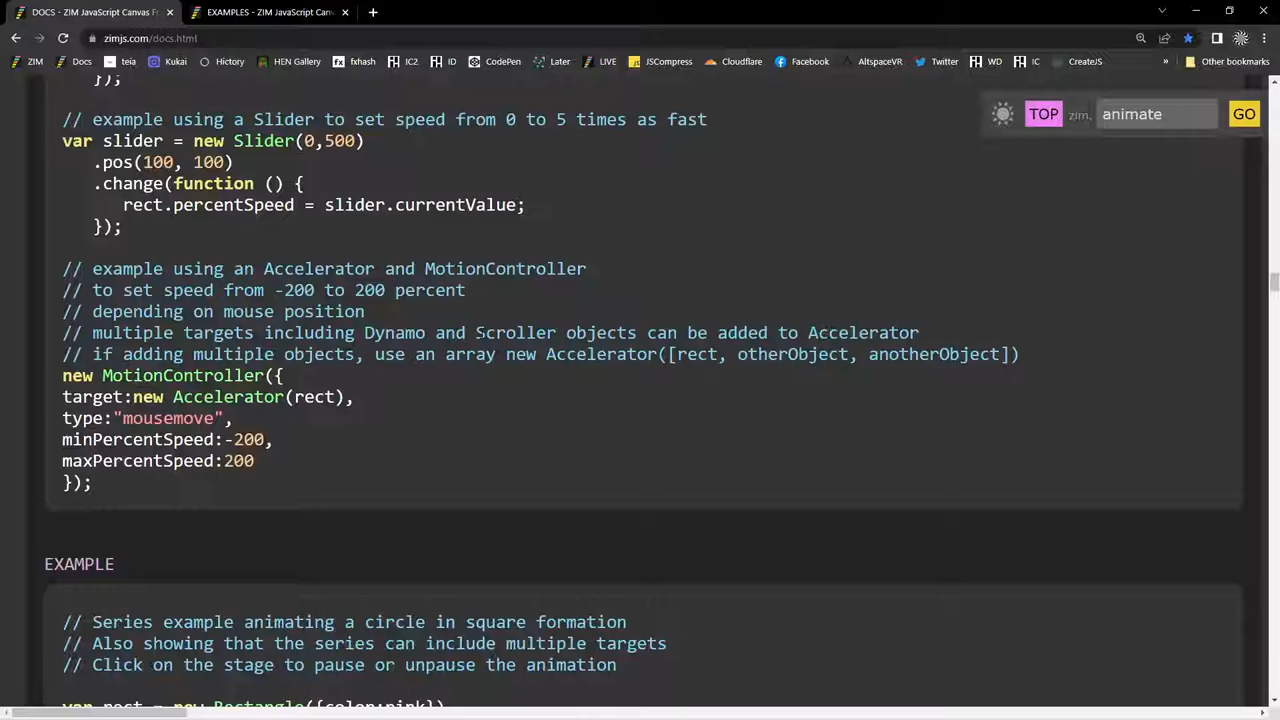 DOCS - ZIM JavaScript Canvas Fr
EXAMPLES - ZIM JavaScript Canv
zimjs.com/docs.html
ZIM Docs teia Kukai Hictory HEN Gallery fxhash IC2 ID CodePen Later LIVE JSCompress Cloudflare Facebook AltspaceVR Twitter WD IC CreateJS » Other bookmarks
});
TOP zim. animate GO
// example using a Slider to set speed from 0 to 5 times as fast
var slider = new Slider(0,500)
.pos(100, 100)
.change(function () {
rect.percentSpeed = slider.currentValue;
});
// example using an Accelerator and MotionController
// to set speed from -200 to 200 percent
// depending on mouse position
// multiple targets including Dynamo and Scroller objects can be added to Accelerator
// if adding multiple objects, use an array new Accelerator([rect, otherObject, anotherObject])
new MotionController({
target:new Accelerator(rect),
type:"mousemove",
minPercentSpeed:-200,
maxPercentSpeed:200
});
EXAMPLE
// Series example animating a circle in square formation
// Also showing that the series can include multiple targets
// Click on the stage to pause or unpause the animation
var rect = new Rectangle({color:pink})